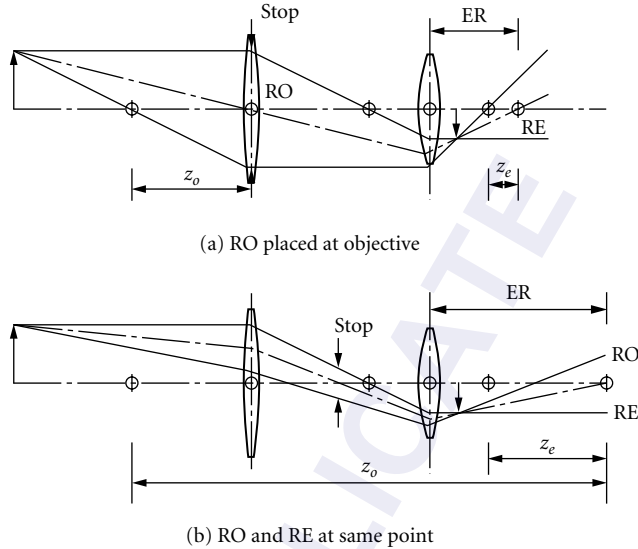 Stop
ER
RO
RE
z_o
z_e
(a) RO placed at objective
ER
Stop
RO
RE
z_e
z_o
(b) RO and RE at same point